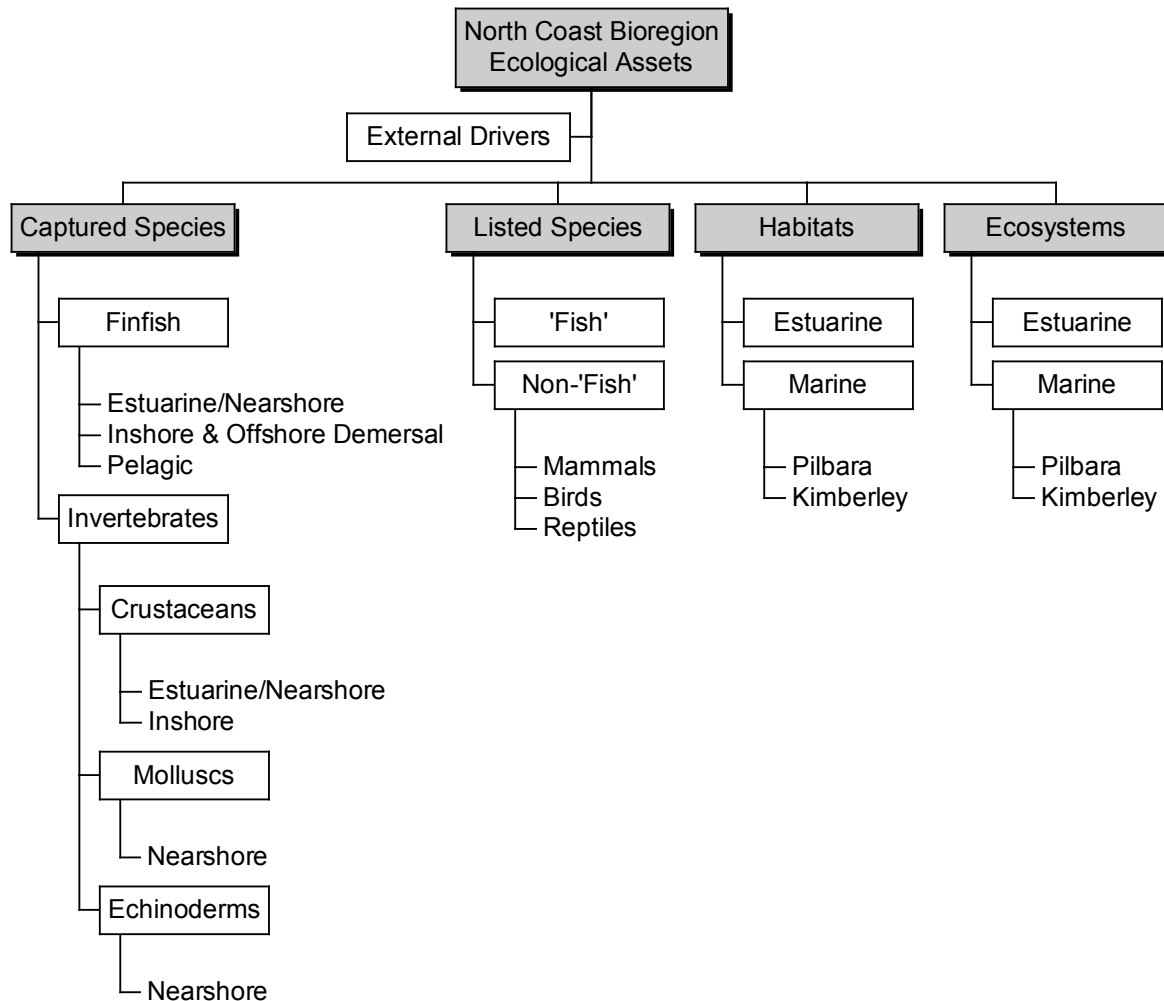 North Coast Bioregion
Ecological Assets
External Drivers
Captured Species
Finfish
Estuarine/Nearshore
Inshore & Offshore Demersal
Pelagic
Invertebrates
Crustaceans
Estuarine/Nearshore
Inshore
Molluscs
Nearshore
Echinoderms
Nearshore
Listed Species
'Fish'
Non-'Fish'
Mammals
Birds
Reptiles
Habitats
Estuarine
Marine
Pilbara
Kimberley
Ecosystems
Estuarine
Marine
Pilbara
Kimberley